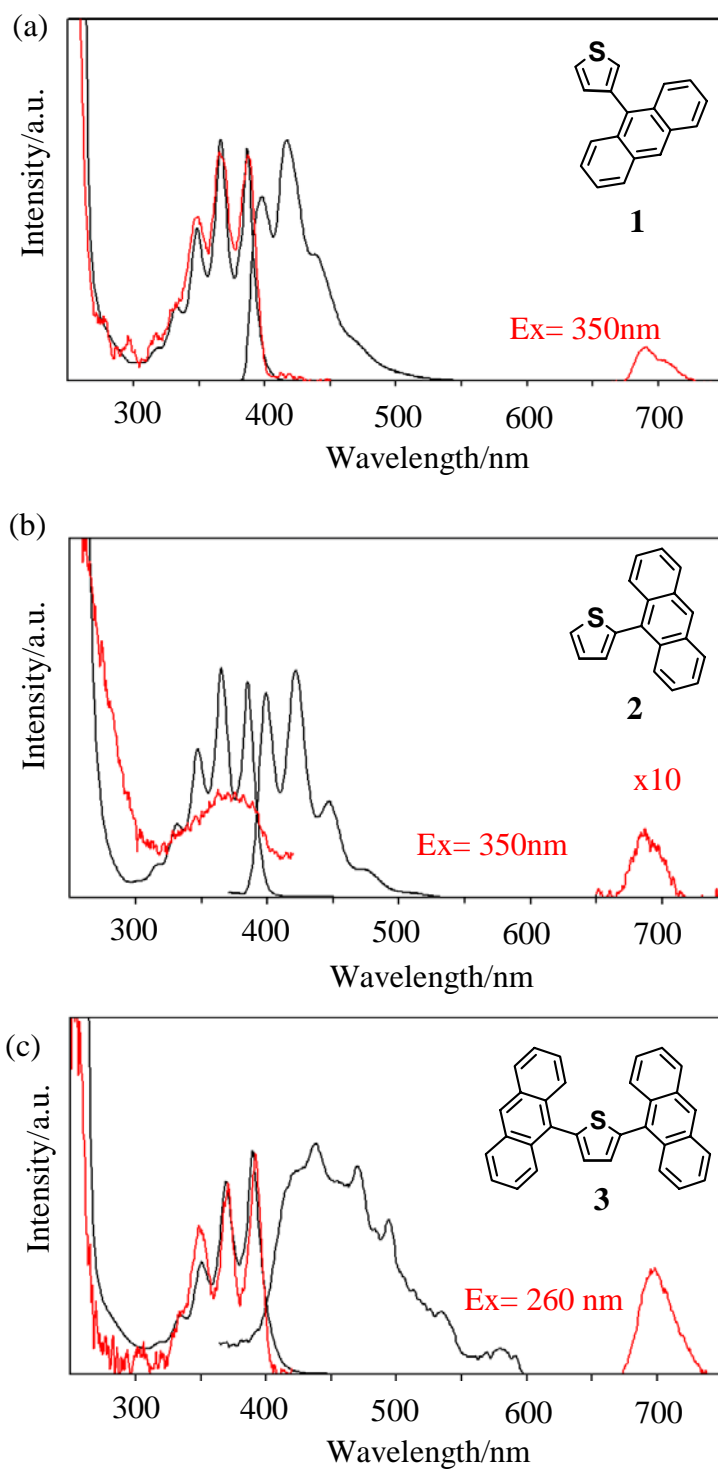 (a)
S
1
Ex= 350nm
Intensity/a.u.
300 400 500 600 700
Wavelength/nm
(b)
S
2
x10
Ex= 350nm
Intensity/a.u.
300 400 500 600 700
Wavelength/nm
(c)
S
3
Ex= 260 nm
Intensity/a.u.
300 400 500 600 700
Wavelength/nm